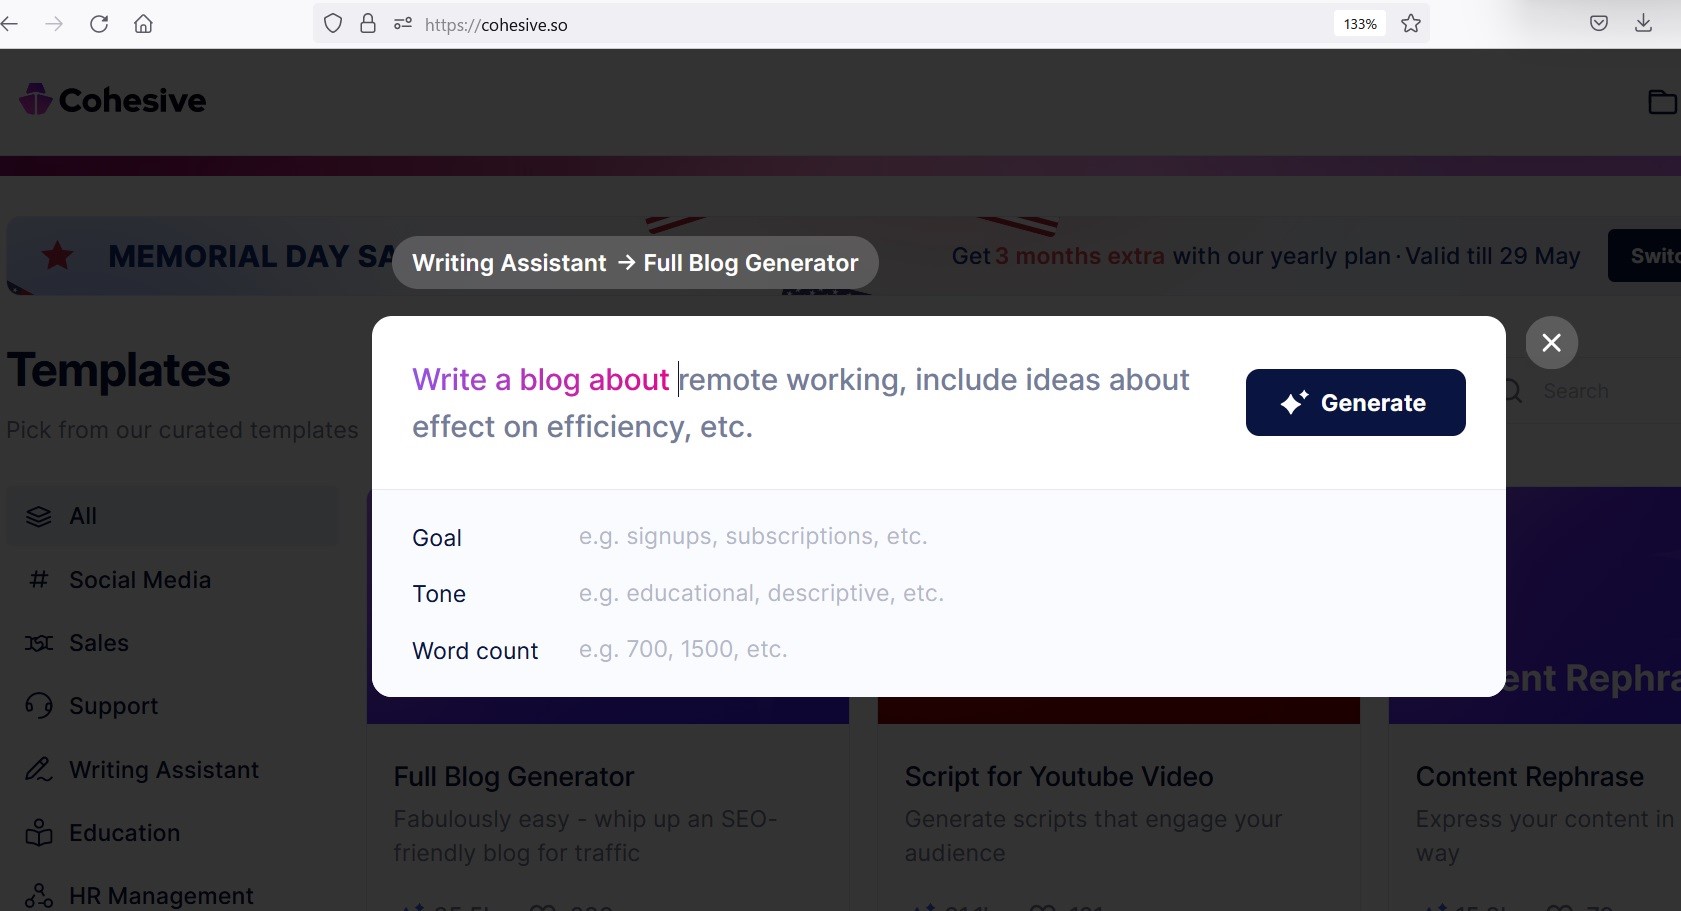 https://cohesive.so
133%
Cohesive
MEMORIAL DAY SA
Get 3 months extra with our yearly plan · Valid till 29 May
Switc
Writing Assistant → Full Blog Generator
Write a blog about remote working, include ideas about
effect on efficiency, etc.
Generate
Goal e.g. signups, subscriptions, etc.
Tone e.g. educational, descriptive, etc.
Word count e.g. 700, 1500, etc.
Templates
Pick from our curated templates
Search
All
# Social Media
Sales
Support
Writing Assistant
Education
HR Management
ent Rephra
Full Blog Generator
Fabulously easy - whip up an SEO-
friendly blog for traffic
Script for Youtube Video
Generate scripts that engage your
audience
Content Rephrase
Express your content in
way